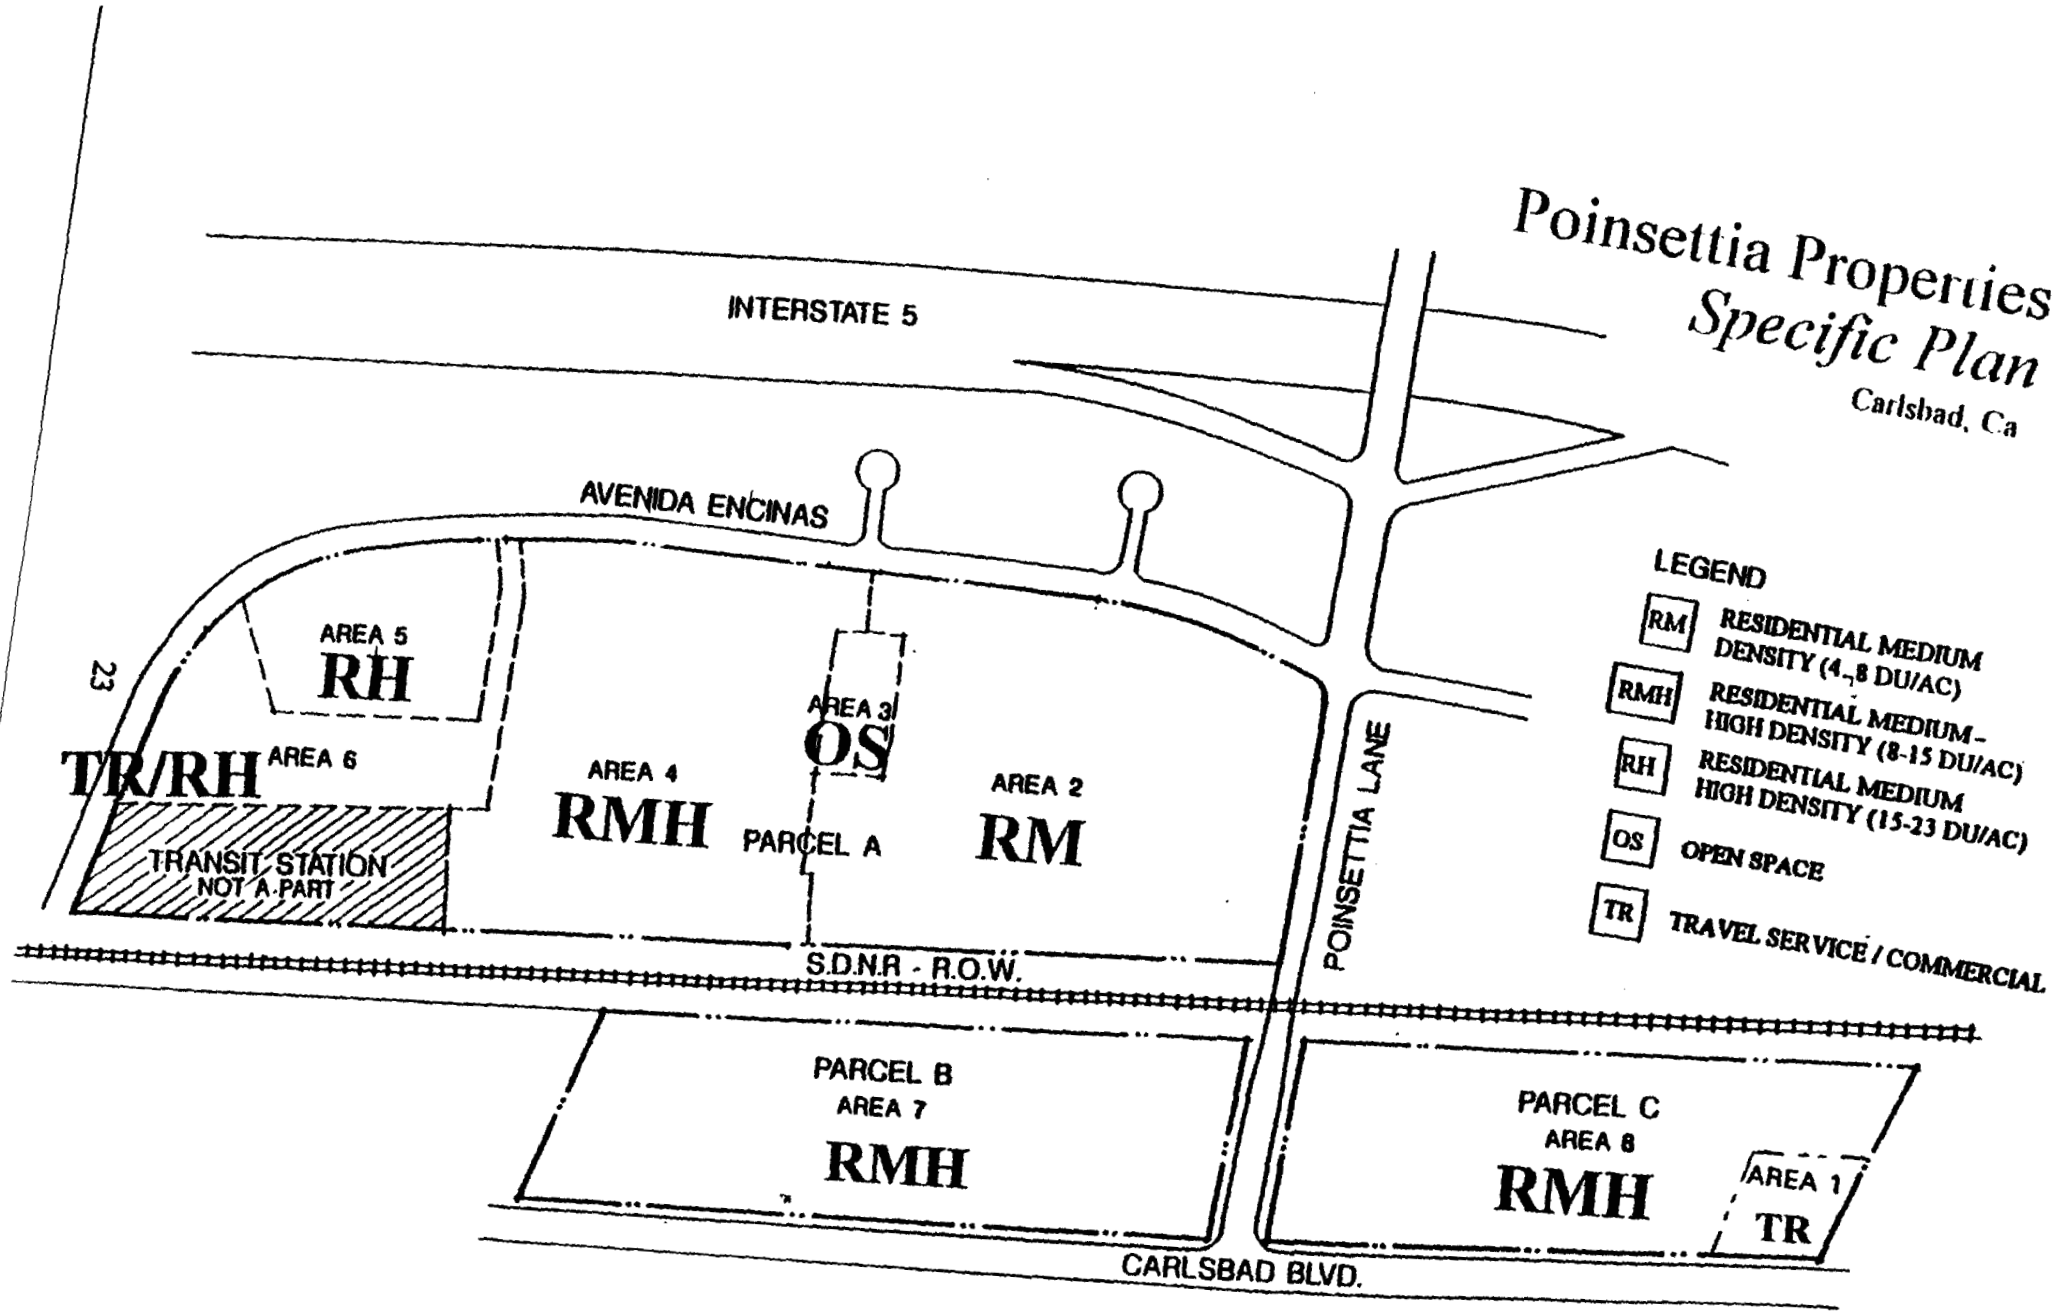 Poinsettia Properties
Specific Plan
Carlsbad, Ca
INTERSTATE 5
AVENIDA ENCINAS
LEGEND
RM
RESIDENTIAL MEDIUM
DENSITY (4-8 DU/AC)
RMH
RESIDENTIAL MEDIUM-
HIGH DENSITY (8-15 DU/AC)
RH
RESIDENTIAL MEDIUM
HIGH DENSITY (15-23 DU/AC)
OS
OPEN SPACE
TR
TRAVEL SERVICE / COMMERCIAL
23
AREA 5
RH
AREA 6
TR/RH
TRANSIT STATION
NOT A PART
AREA 4
RMH
PARCEL A
AREA 3
OS
AREA 2
RM
POINSETTIA LANE
S.D.N.R - R.O.W.
PARCEL B
AREA 7
RMH
PARCEL C
AREA 8
RMH
AREA 1
TR
CARLSBAD BLVD.